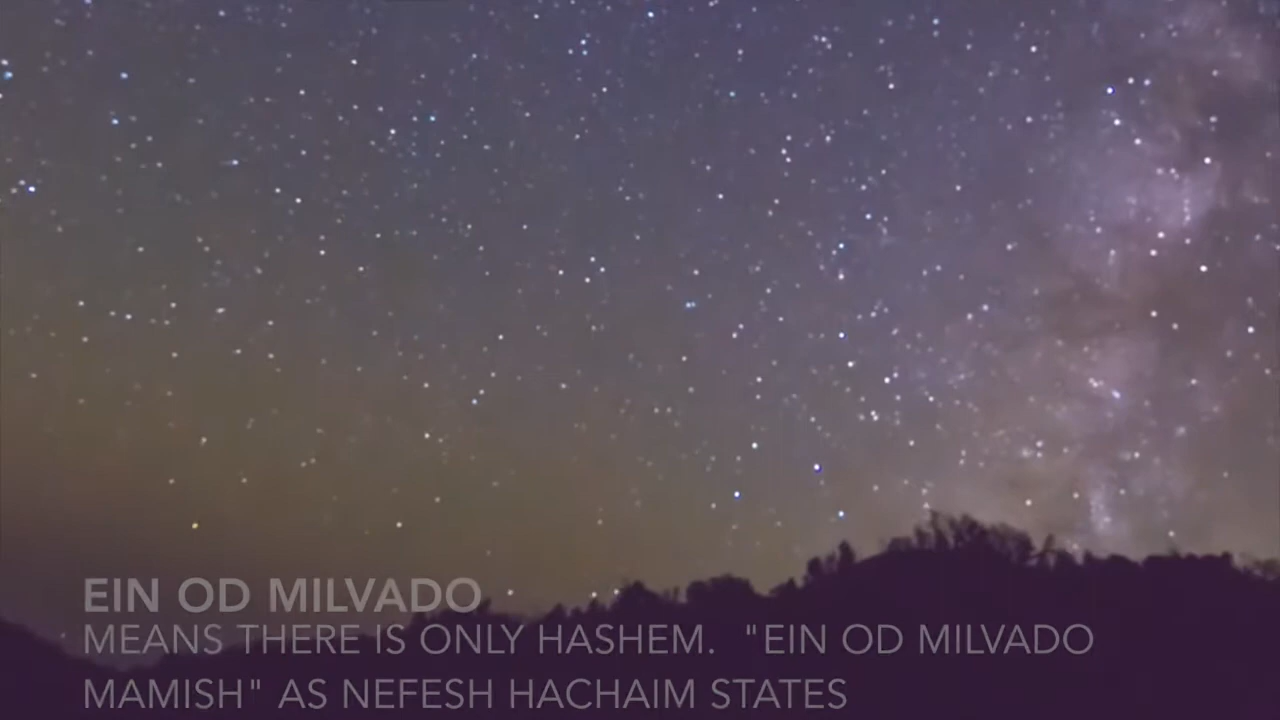 EIN OD MILVADO
MEANS THERE IS ONLY HASHEM.  "EIN OD MILVADO
MAMISH" AS NEFESH HACHAIM STATES